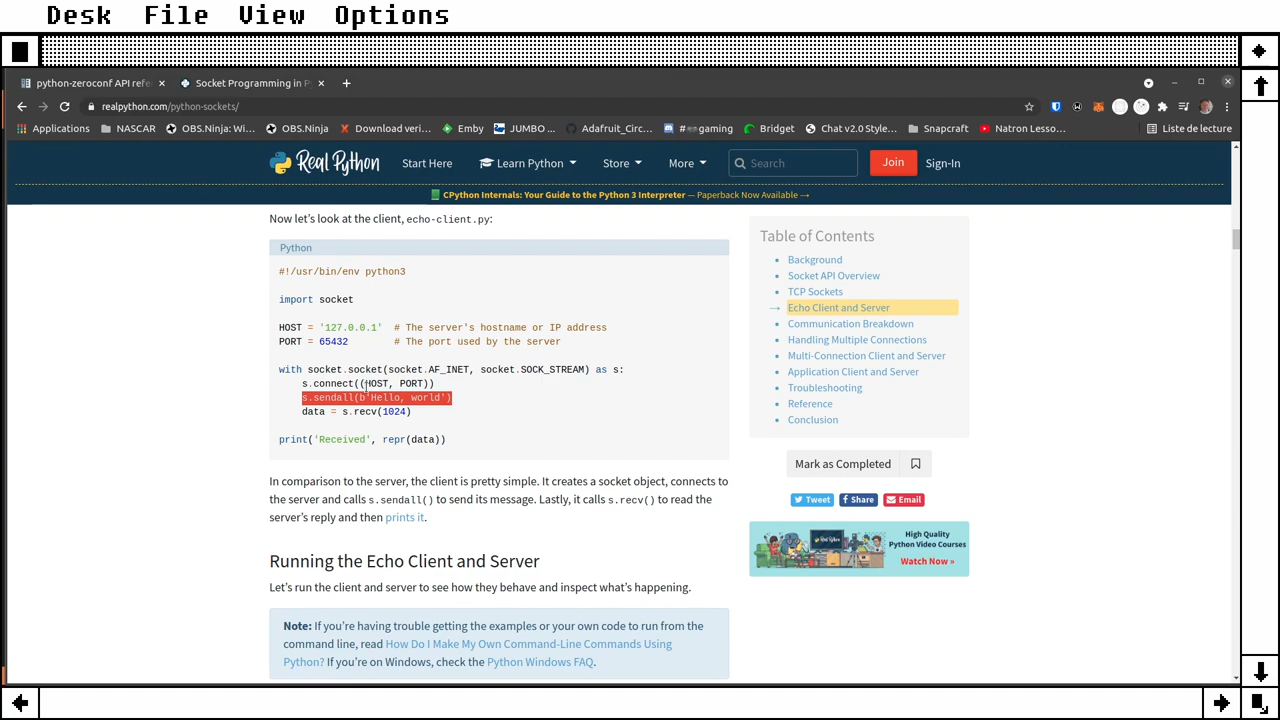 Desk File View Options
python-zeroconf API refe
Socket Programming in P
realpython.com/python-sockets/
Applications NASCAR OBS.Ninja: Wi... OBS.Ninja Download veri... Emby JUMBO ... Adafruit_Circ... gaming Bridget Chat v2.0 Style... Snapcraft Natron Lesso... Liste de lecture
Real Python Start Here Learn Python Store More Search Join Sign-In
CPython Internals: Your Guide to the Python 3 Interpreter — Paperback Now Available →
Now let's look at the client, echo-client.py:
Python
#!/usr/bin/env python3
import socket
HOST = '127.0.0.1' # The server's hostname or IP address
PORT = 65432 # The port used by the server
with socket.socket(socket.AF_INET, socket.SOCK_STREAM) as s:
s.connect((HOST, PORT))
s.sendall(b'Hello, world')
data = s.recv(1024)
print('Received', repr(data))
In comparison to the server, the client is pretty simple. It creates a socket object, connects to
the server and calls s.sendall() to send its message. Lastly, it calls s.recv() to read the
server's reply and then prints it.
Running the Echo Client and Server
Let's run the client and server to see how they behave and inspect what's happening.
Note: If you're having trouble getting the examples or your own code to run from the
command line, read How Do I Make My Own Command-Line Commands Using
Python? If you're on Windows, check the Python Windows FAQ.
Table of Contents
Background
Socket API Overview
TCP Sockets
→ Echo Client and Server
Communication Breakdown
Handling Multiple Connections
Multi-Connection Client and Server
Application Client and Server
Troubleshooting
Reference
Conclusion
Mark as Completed
Tweet Share Email
High Quality
Python Video Courses
Watch Now »